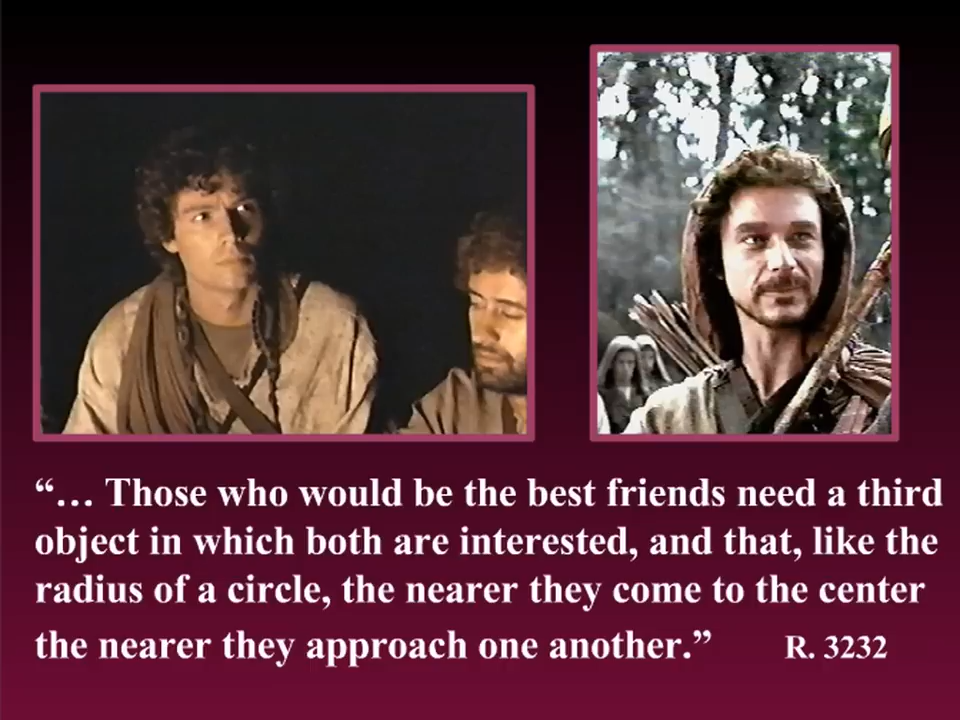 “… Those who would be the best friends need a third
object in which both are interested, and that, like the
radius of a circle, the nearer they come to the center
the nearer they approach one another.” R. 3232